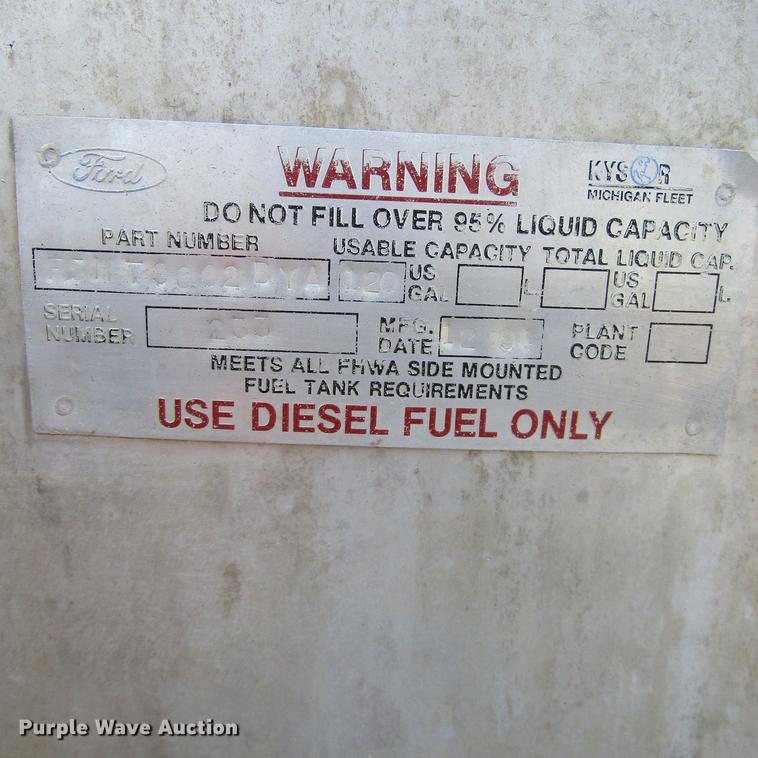 Ford
WARNING
KYSOR
MICHIGAN FLEET
DO NOT FILL OVER 95% LIQUID CAPACITY
PART NUMBER USABLE CAPACITY TOTAL LIQUID CAP.
120 US GAL L US GAL L
SERIAL NUMBER MFG. DATE PLANT CODE
MEETS ALL FHWA SIDE MOUNTED
FUEL TANK REQUIREMENTS
USE DIESEL FUEL ONLY
Purple Wave Auction